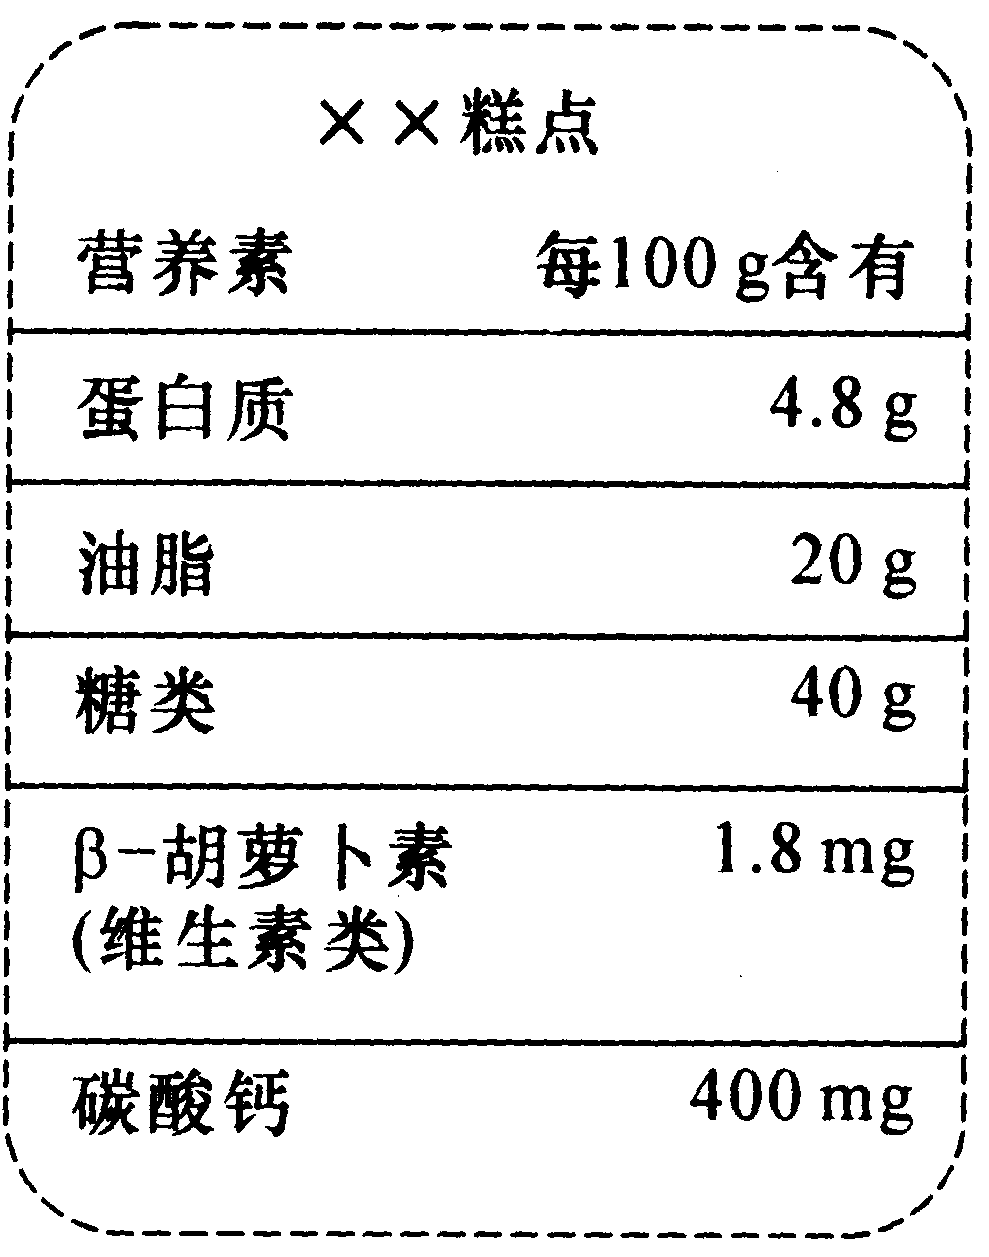 ××糕点
营养素 每100 g含有
蛋白质 4.8 g
油脂 20 g
糖类 40 g
β-胡萝卜素 1.8 mg
(维生素类)
碳酸钙 400 mg